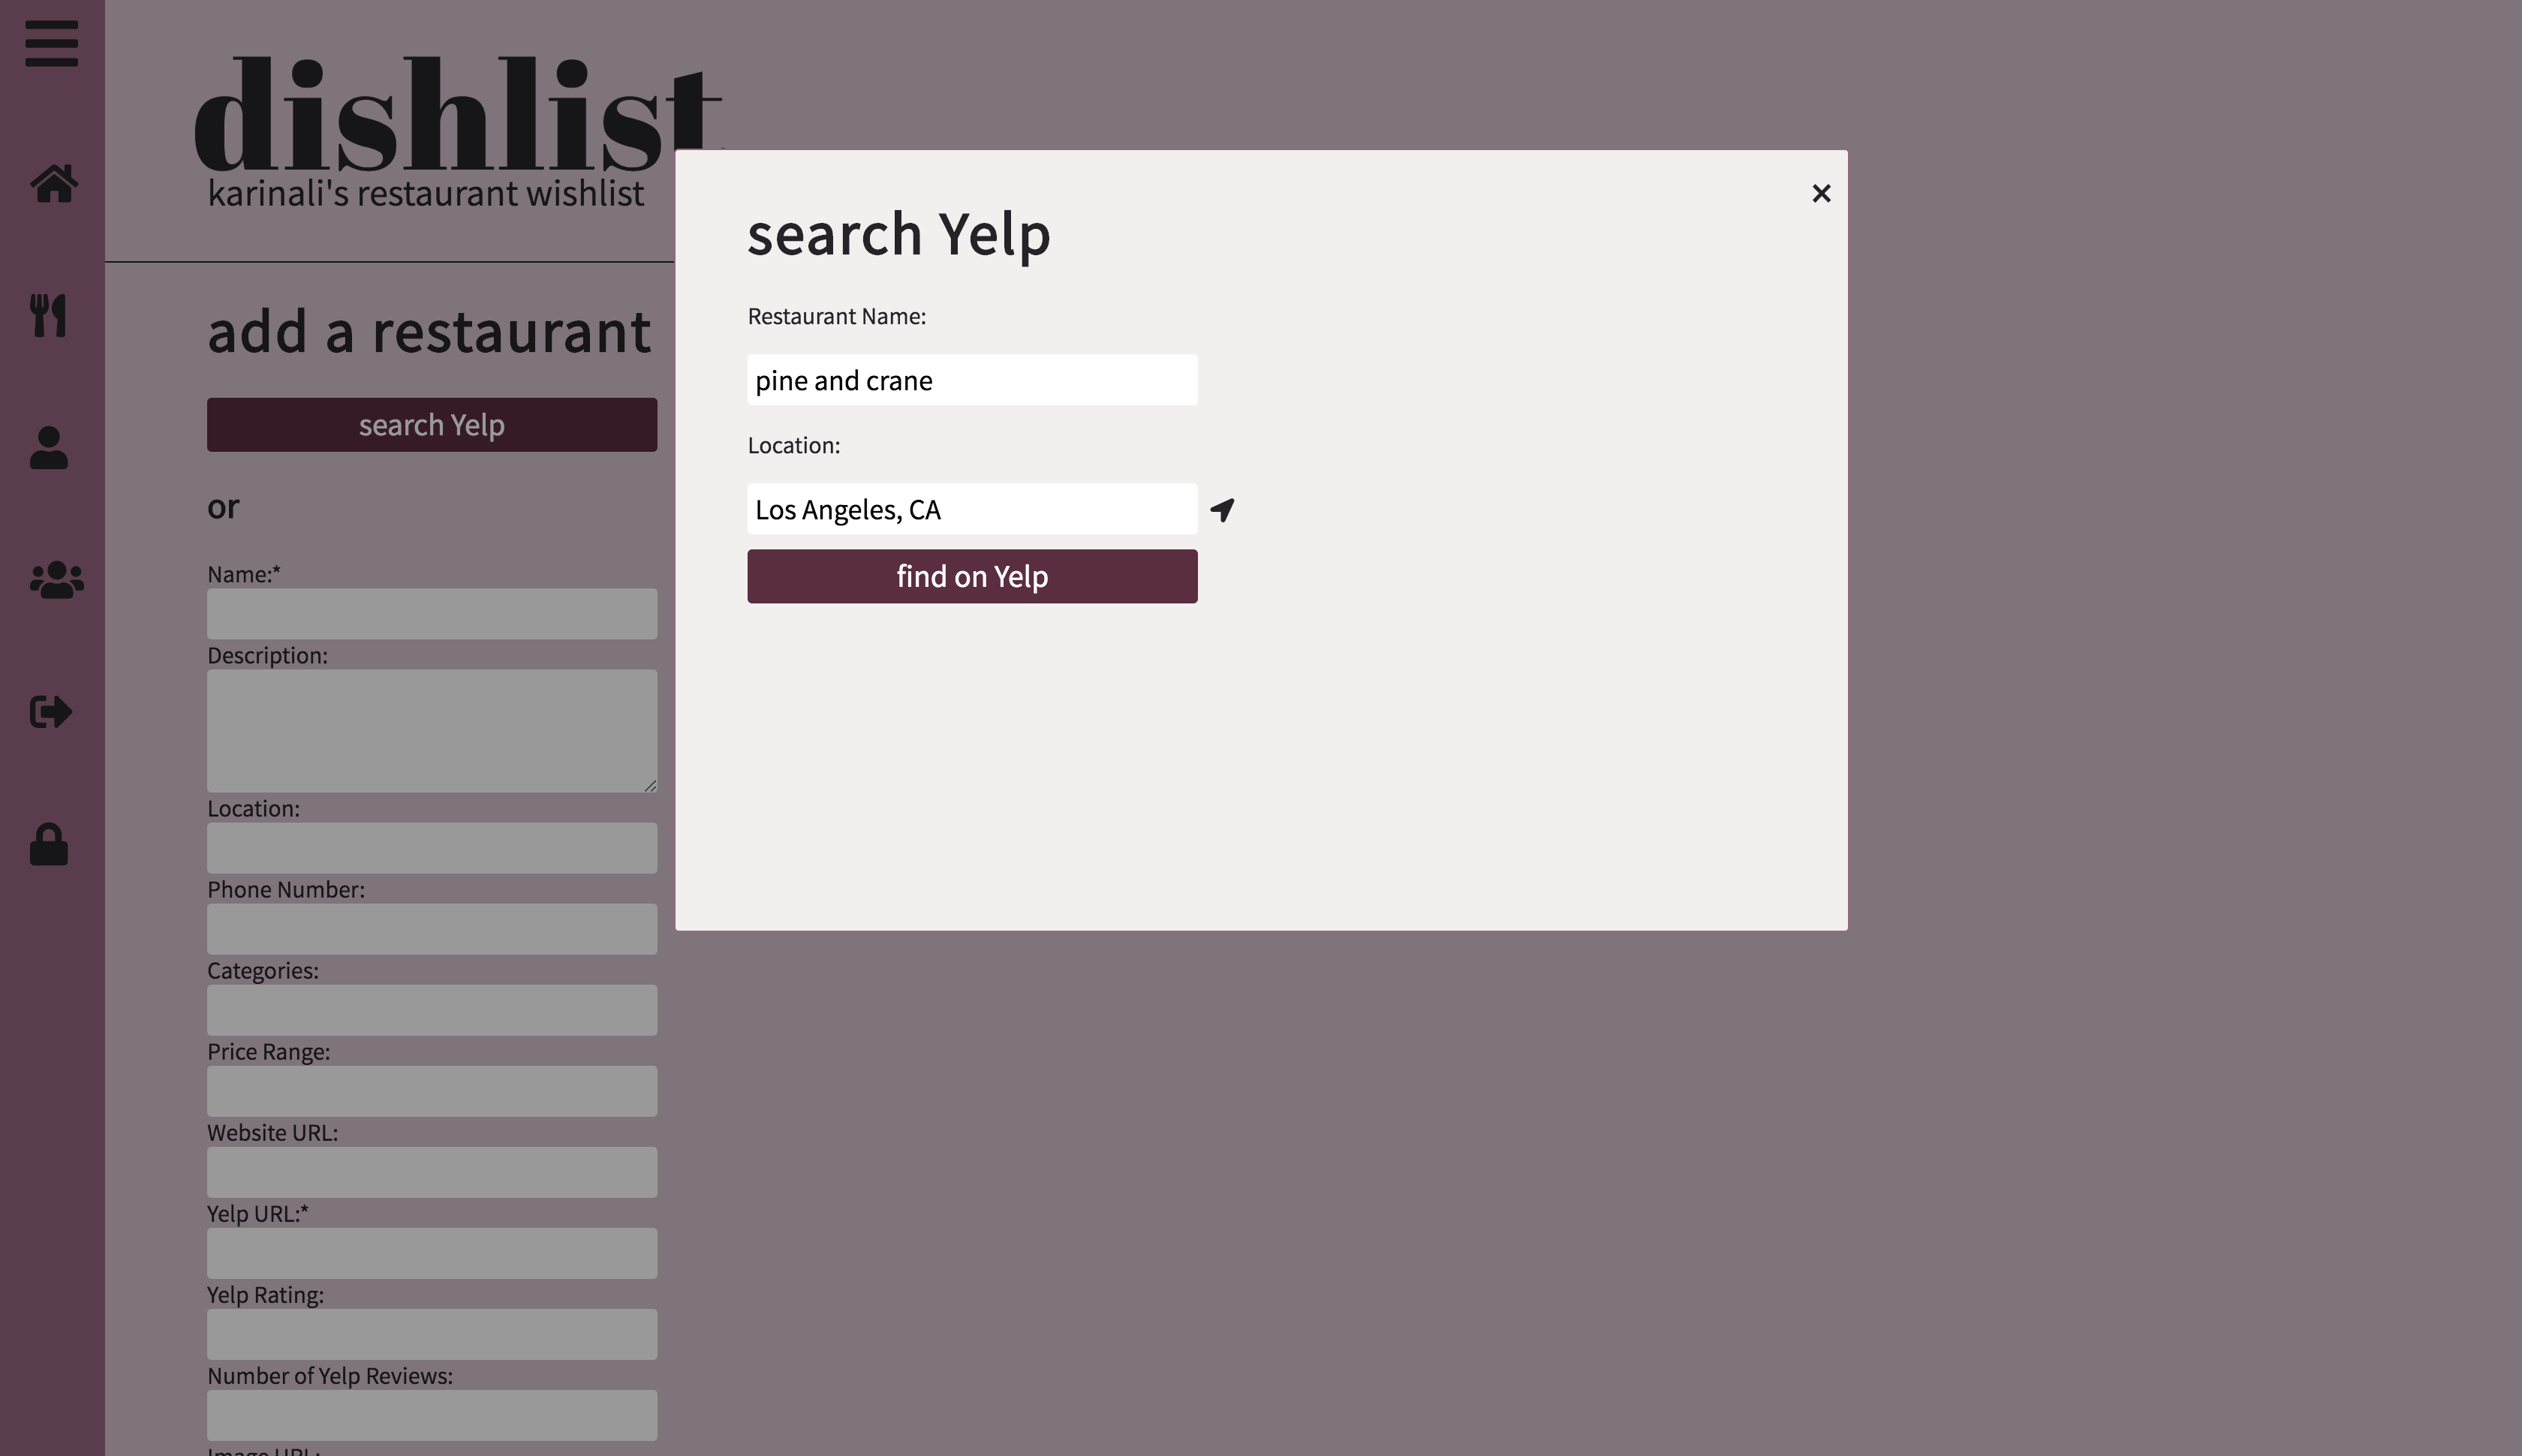 dishlist
karinali's restaurant wishlist
add a restaurant
search Yelp
or
Name:*
Description:
Location:
Phone Number:
Categories:
Price Range:
Website URL:
Yelp URL:*
Yelp Rating:
Number of Yelp Reviews:
Image URL:
×
search Yelp
Restaurant Name:
pine and crane
Location:
Los Angeles, CA
find on Yelp